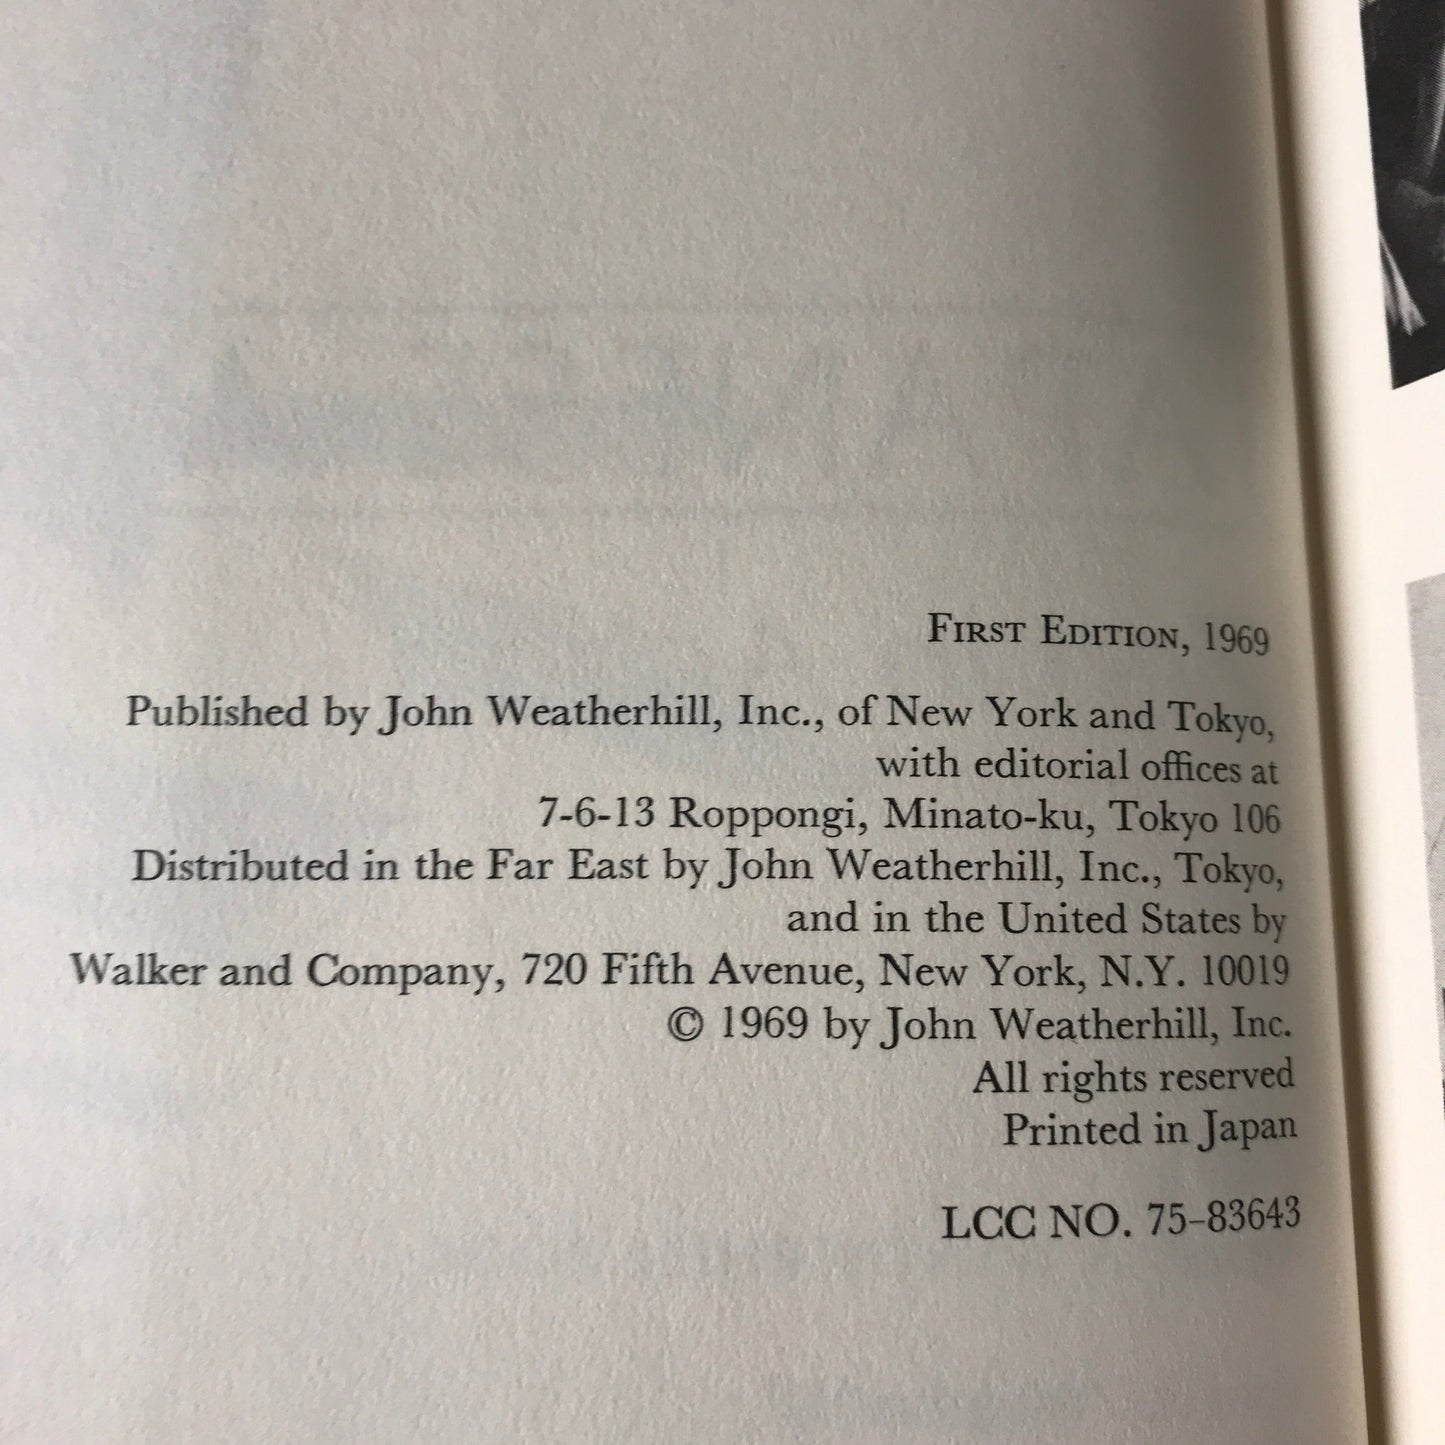 First Edition, 1969
Published by John Weatherhill, Inc., of New York and Tokyo,
with editorial offices at
7-6-13 Roppongi, Minato-ku, Tokyo 106
Distributed in the Far East by John Weatherhill, Inc., Tokyo,
and in the United States by
Walker and Company, 720 Fifth Avenue, New York, N.Y. 10019
© 1969 by John Weatherhill, Inc.
All rights reserved
Printed in Japan
LCC NO. 75-83643